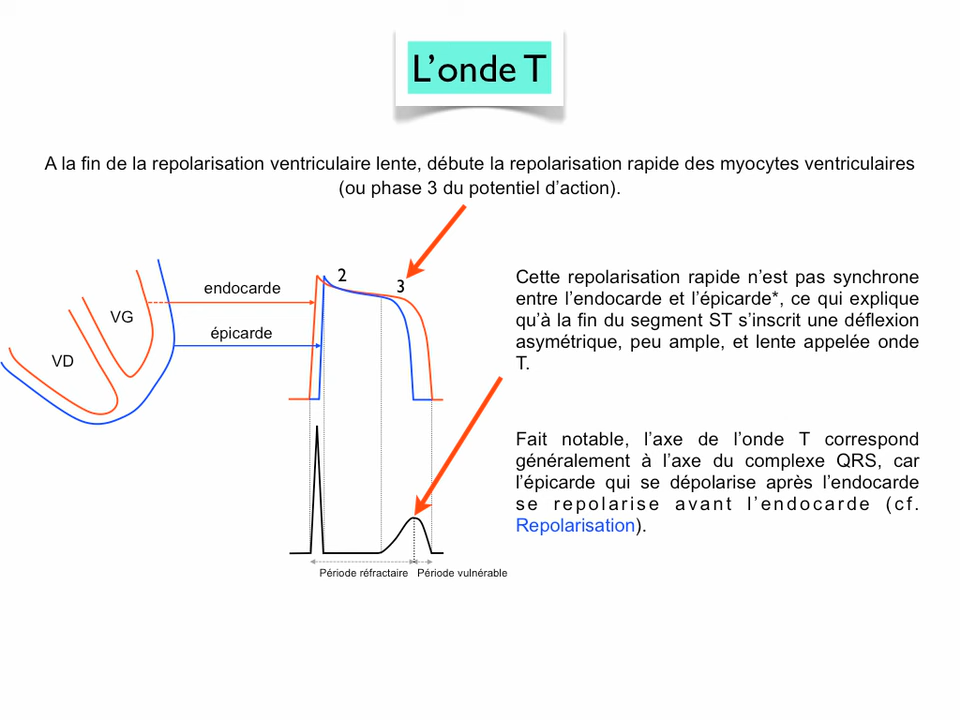 L’onde T
A la fin de la repolarisation ventriculaire lente, débute la repolarisation rapide des myocytes ventriculaires
(ou phase 3 du potentiel d’action).
endocarde
épicarde
VG
VD
2
3
Cette repolarisation rapide n’est pas synchrone
entre l’endocarde et l’épicarde*, ce qui explique
qu’à la fin du segment ST s’inscrit une déflexion
asymétrique, peu ample, et lente appelée onde
T.
Fait notable, l’axe de l’onde T correspond
généralement à l’axe du complexe QRS, car
l’épicarde qui se dépolarise après l’endocarde
se repolarise avant l’endocarde (cf.
Repolarisation).
Période réfractaire
Période vulnérable